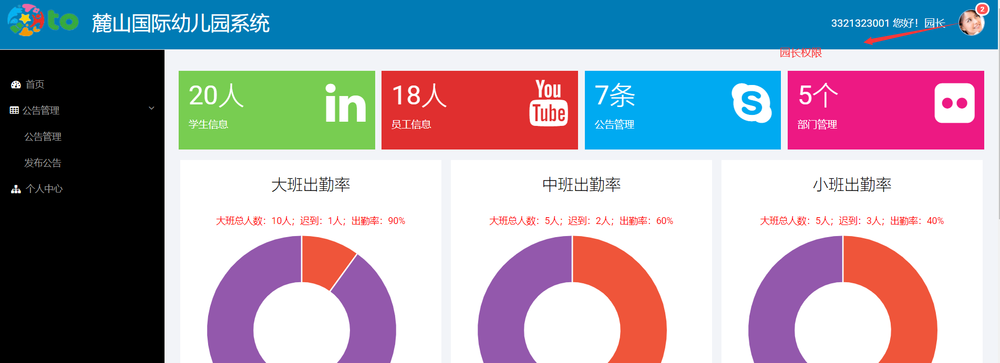 to 麓山国际幼儿园系统
3321323001 您好！园长
2
园长权限
首页
公告管理
公告管理
发布公告
个人中心
20人
学生信息
in
18人
员工信息
You
Tube
7条
公告管理
S
5个
部门管理
大班出勤率
大班总人数：10人；迟到：1人；出勤率：90%
中班出勤率
大班总人数：5人；迟到：2人；出勤率：60%
小班出勤率
大班总人数：5人；迟到：3人；出勤率：40%